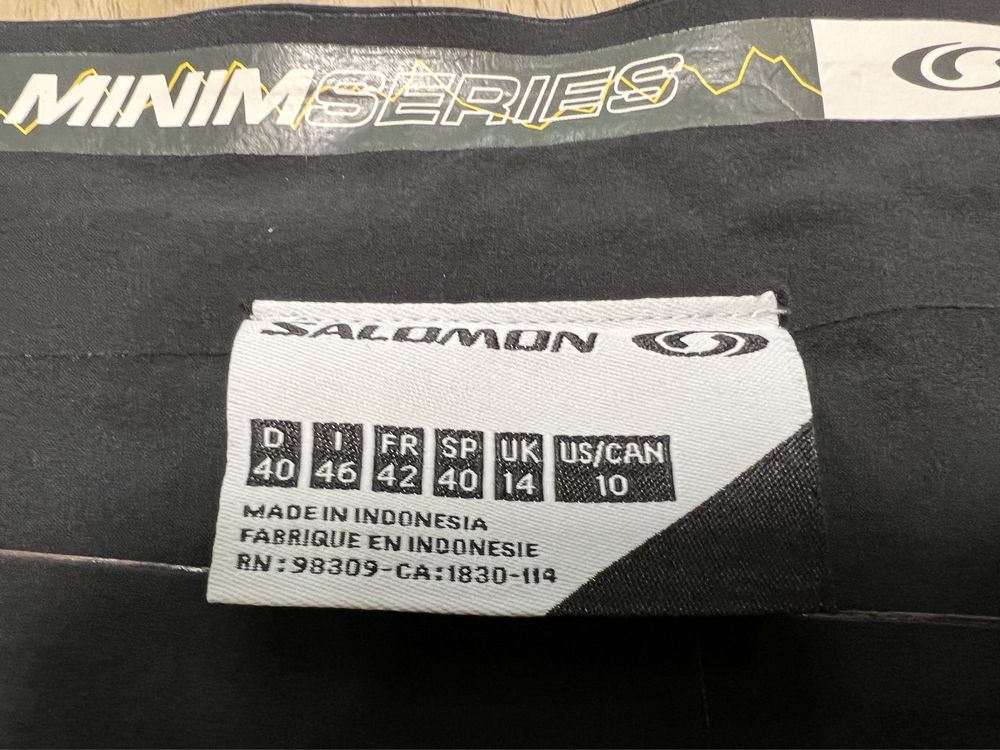 MINIMSERIES
SALOMON
D I FR SP UK US/CAN
40 46 42 40 14 10
MADE IN INDONESIA
FABRIQUE EN INDONESIE
RN:98309-CA:1830-114